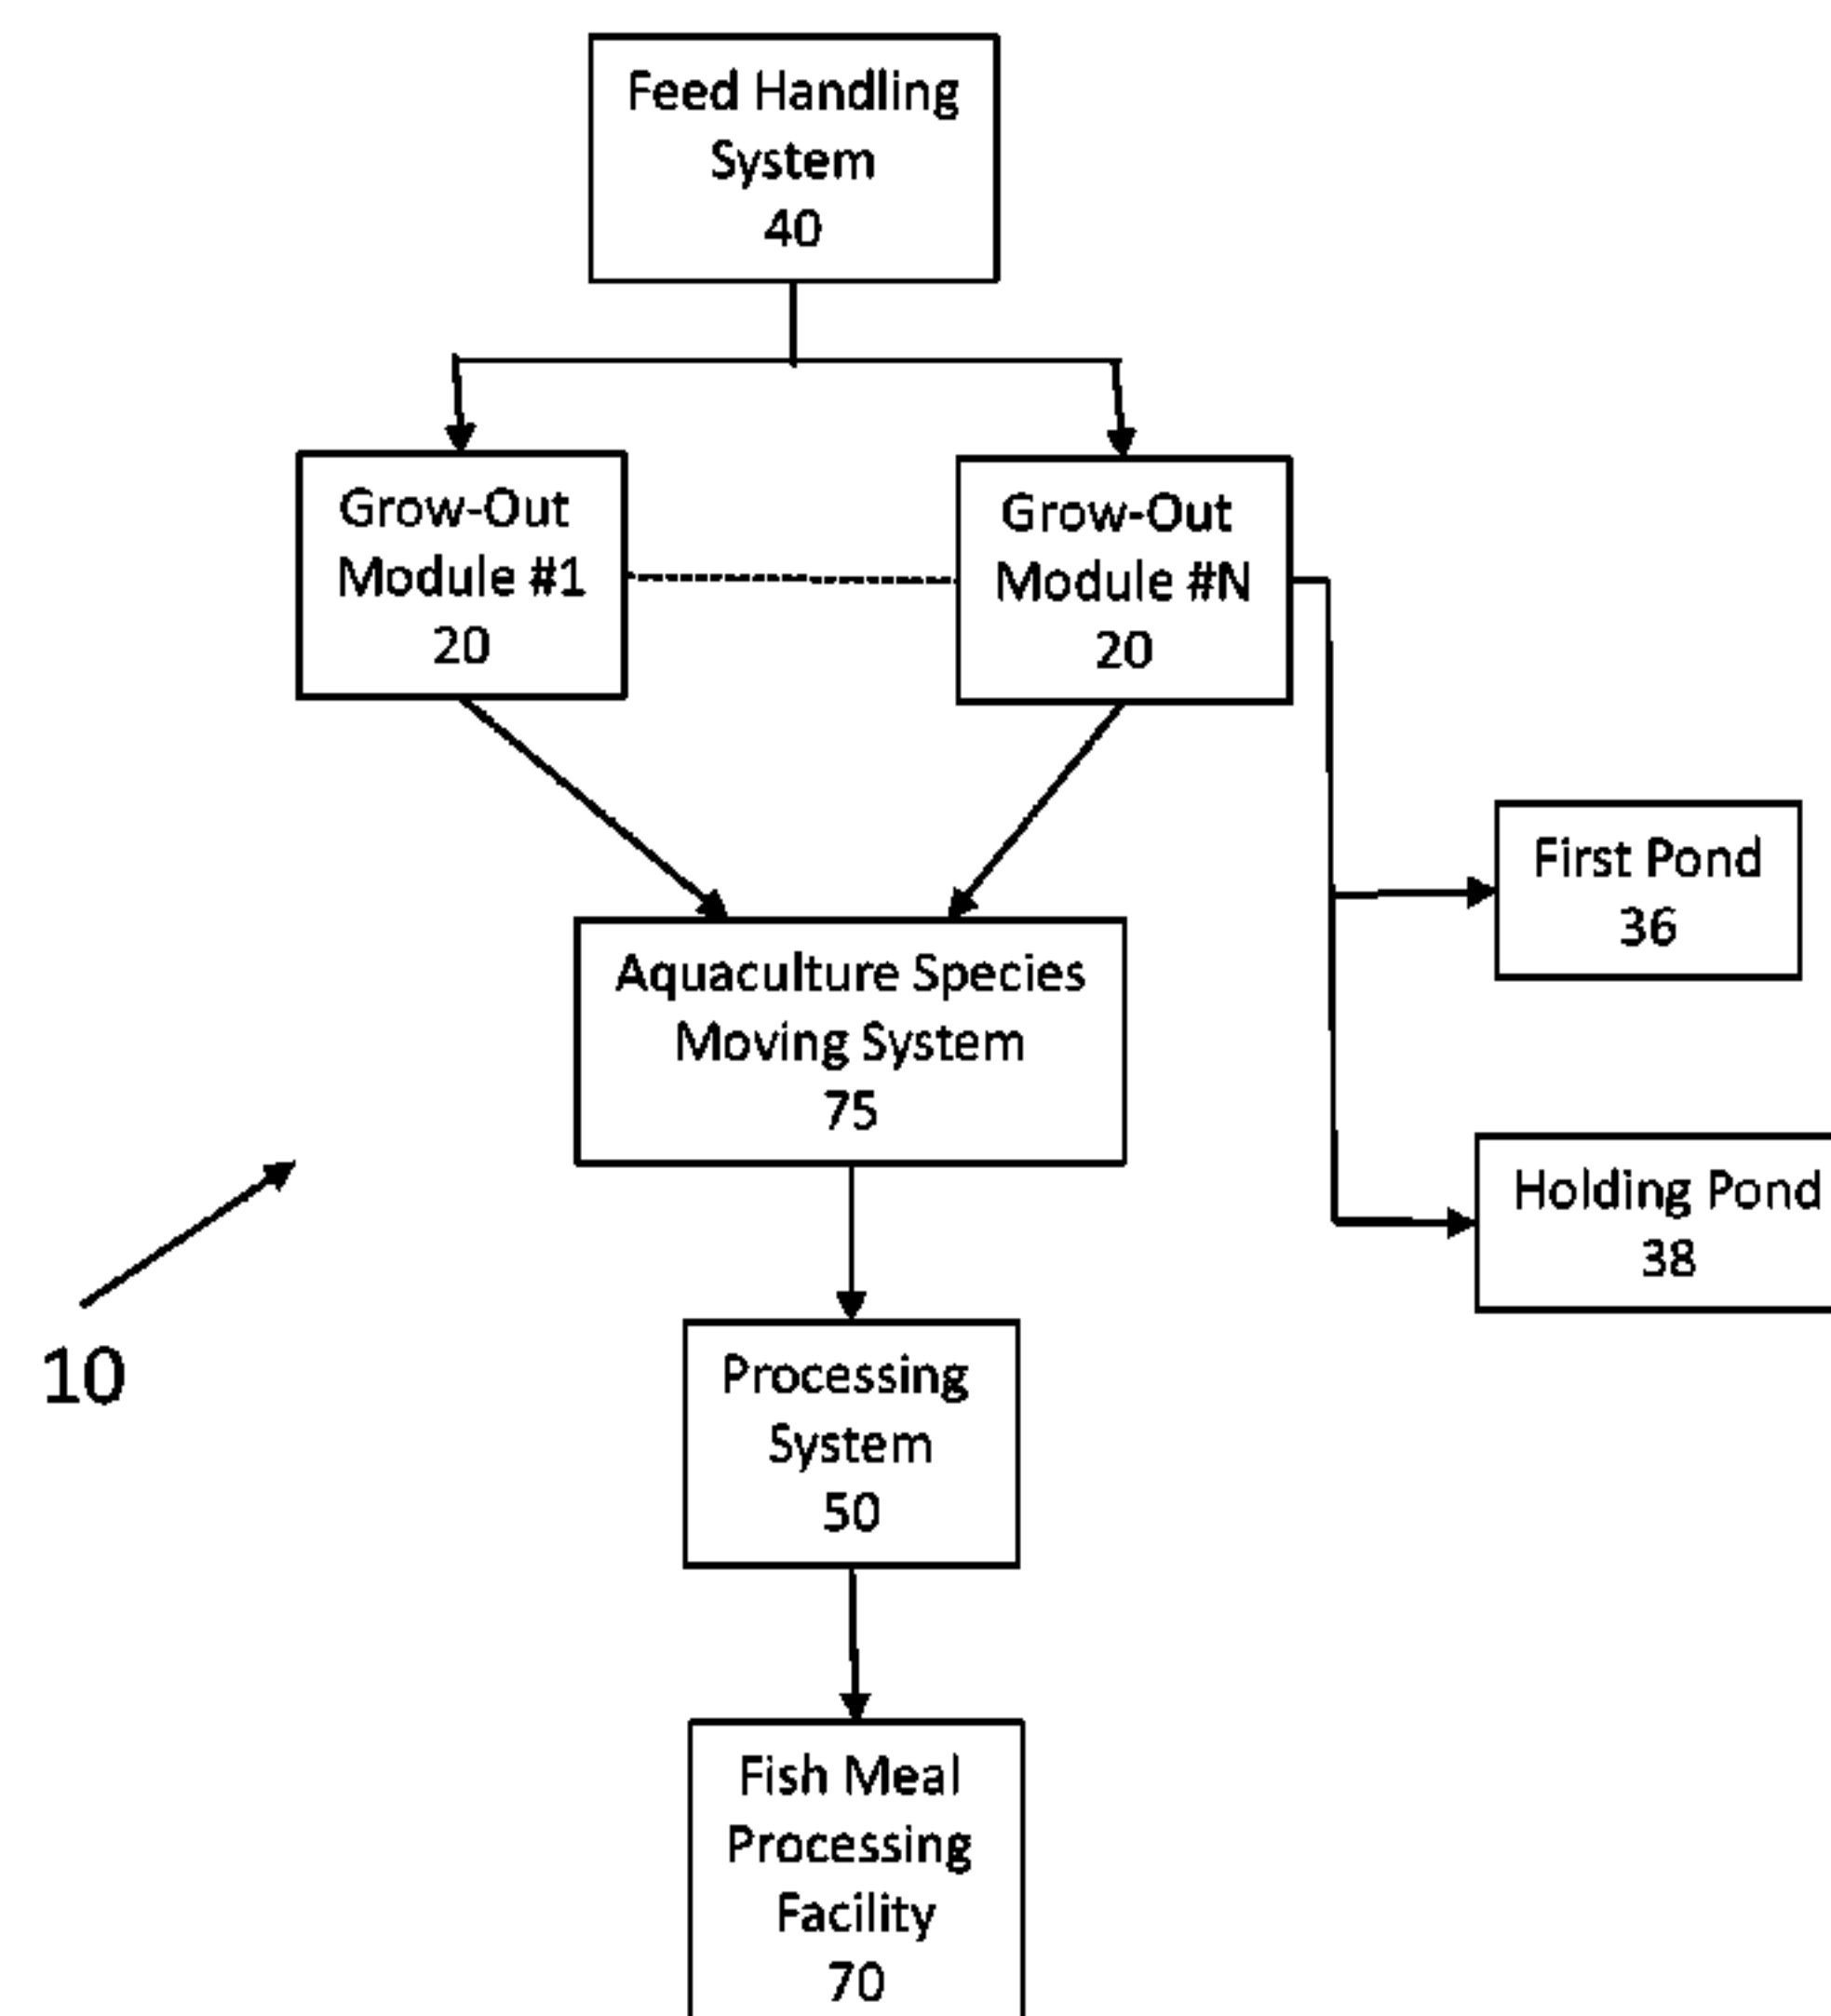 Feed Handling
System
40
Grow-Out
Module #1
20
Grow-Out
Module #N
20
First Pond
36
Aquaculture Species
Moving System
75
Holding Pond
38
10
Processing
System
50
Fish Meal
Processing
Facility
70